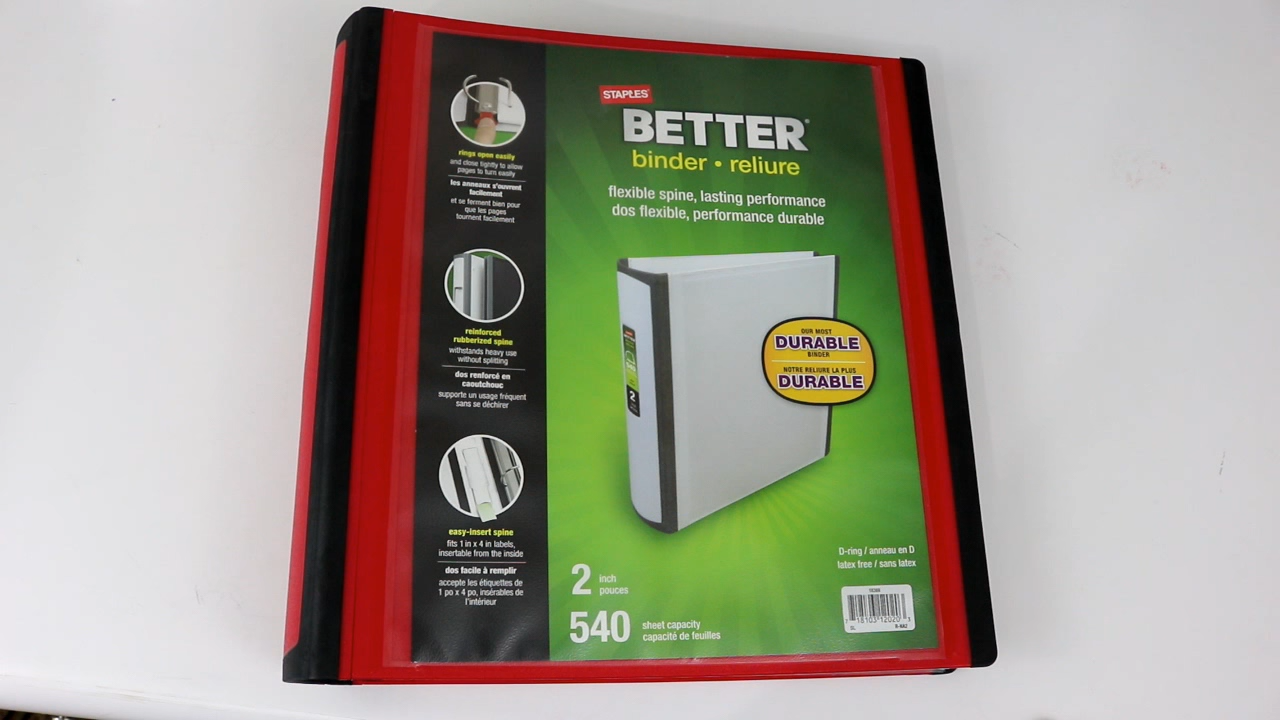 STAPLES
BETTER
binder • reliure
flexible spine, lasting performance
dos flexible, performance durable
rings open easily
and close tightly to allow
pages to turn easily
les anneaux s'ouvrent
facilement
et se ferment bien pour
que les pages
tournent facilement
reinforced
rubberized spine
withstands heavy use
without splitting
dos renforcé en
caoutchouc
supporte un usage fréquent
sans se déchirer
easy-insert spine
fits 1 in x 4 in labels,
insertable from the inside
dos facile à remplir
accepte les étiquettes de
1 po x 4 po, insérables de
l'intérieur
2
OUR MOST
DURABLE
BINDER
NOTRE RELIURE LA PLUS
DURABLE
2 inch
pouces
540 sheet capacity
capacité de feuilles
D-ring / anneau en D
latex free / sans latex
7 18103 12020